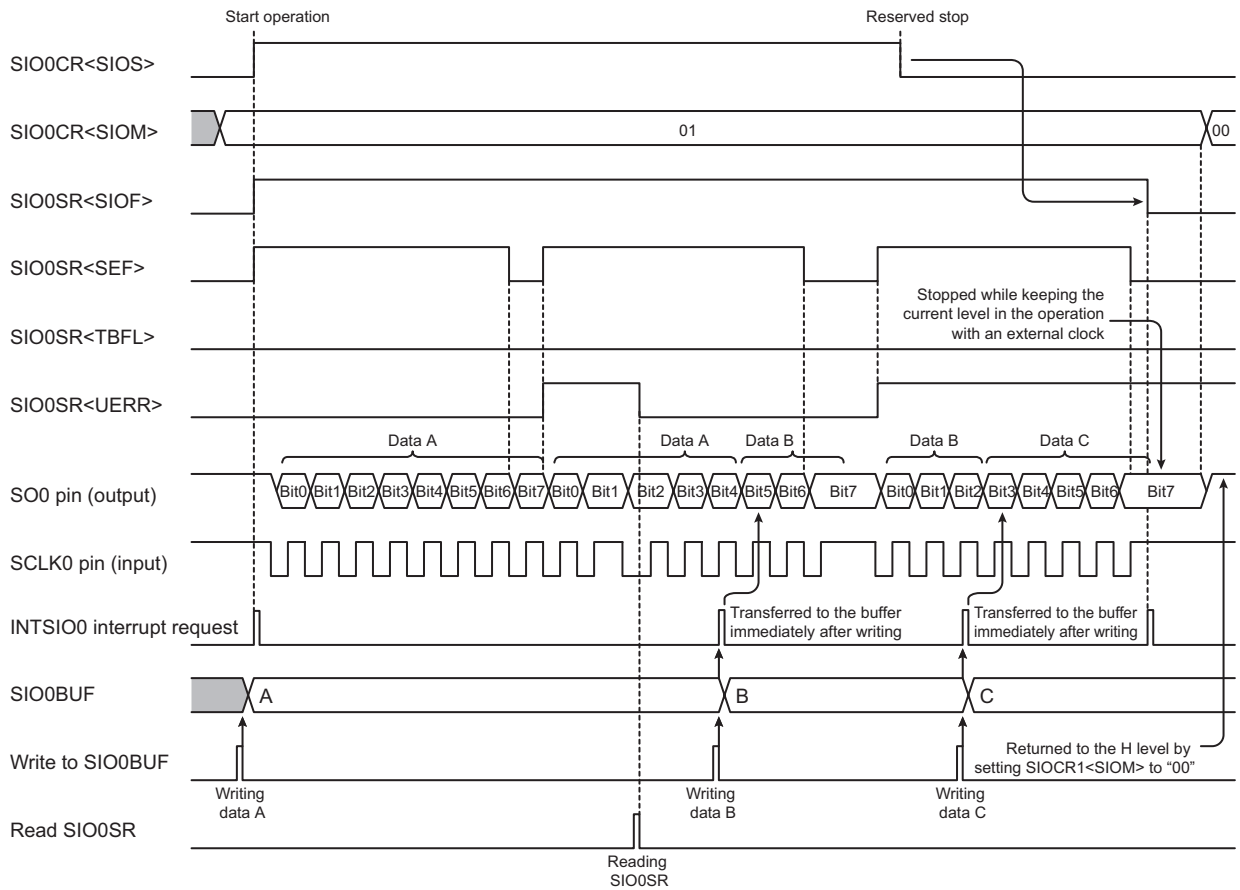 Start operation
Reserved stop
SIO0CR<SIOS>
SIO0CR<SIOM>
01
00
SIO0SR<SIOF>
SIO0SR<SEF>
Stopped while keeping the
current level in the operation
with an external clock
SIO0SR<TBFL>
SIO0SR<UERR>
Data A
Data A
Data B
Data B
Data C
SO0 pin (output)
Bit0 Bit1 Bit2 Bit3 Bit4 Bit5 Bit6 Bit7 Bit0 Bit1 Bit2 Bit3 Bit4 Bit5 Bit6 Bit7 Bit0 Bit1 Bit2 Bit3 Bit4 Bit5 Bit6 Bit7
SCLK0 pin (input)
INTSIO0 interrupt request
Transferred to the buffer
immediately after writing
Transferred to the buffer
immediately after writing
SIO0BUF
A
B
C
Write to SIO0BUF
Returned to the H level by
setting SIOCR1<SIOM> to “00”
Writing
data A
Writing
data B
Writing
data C
Read SIO0SR
Reading
SIO0SR